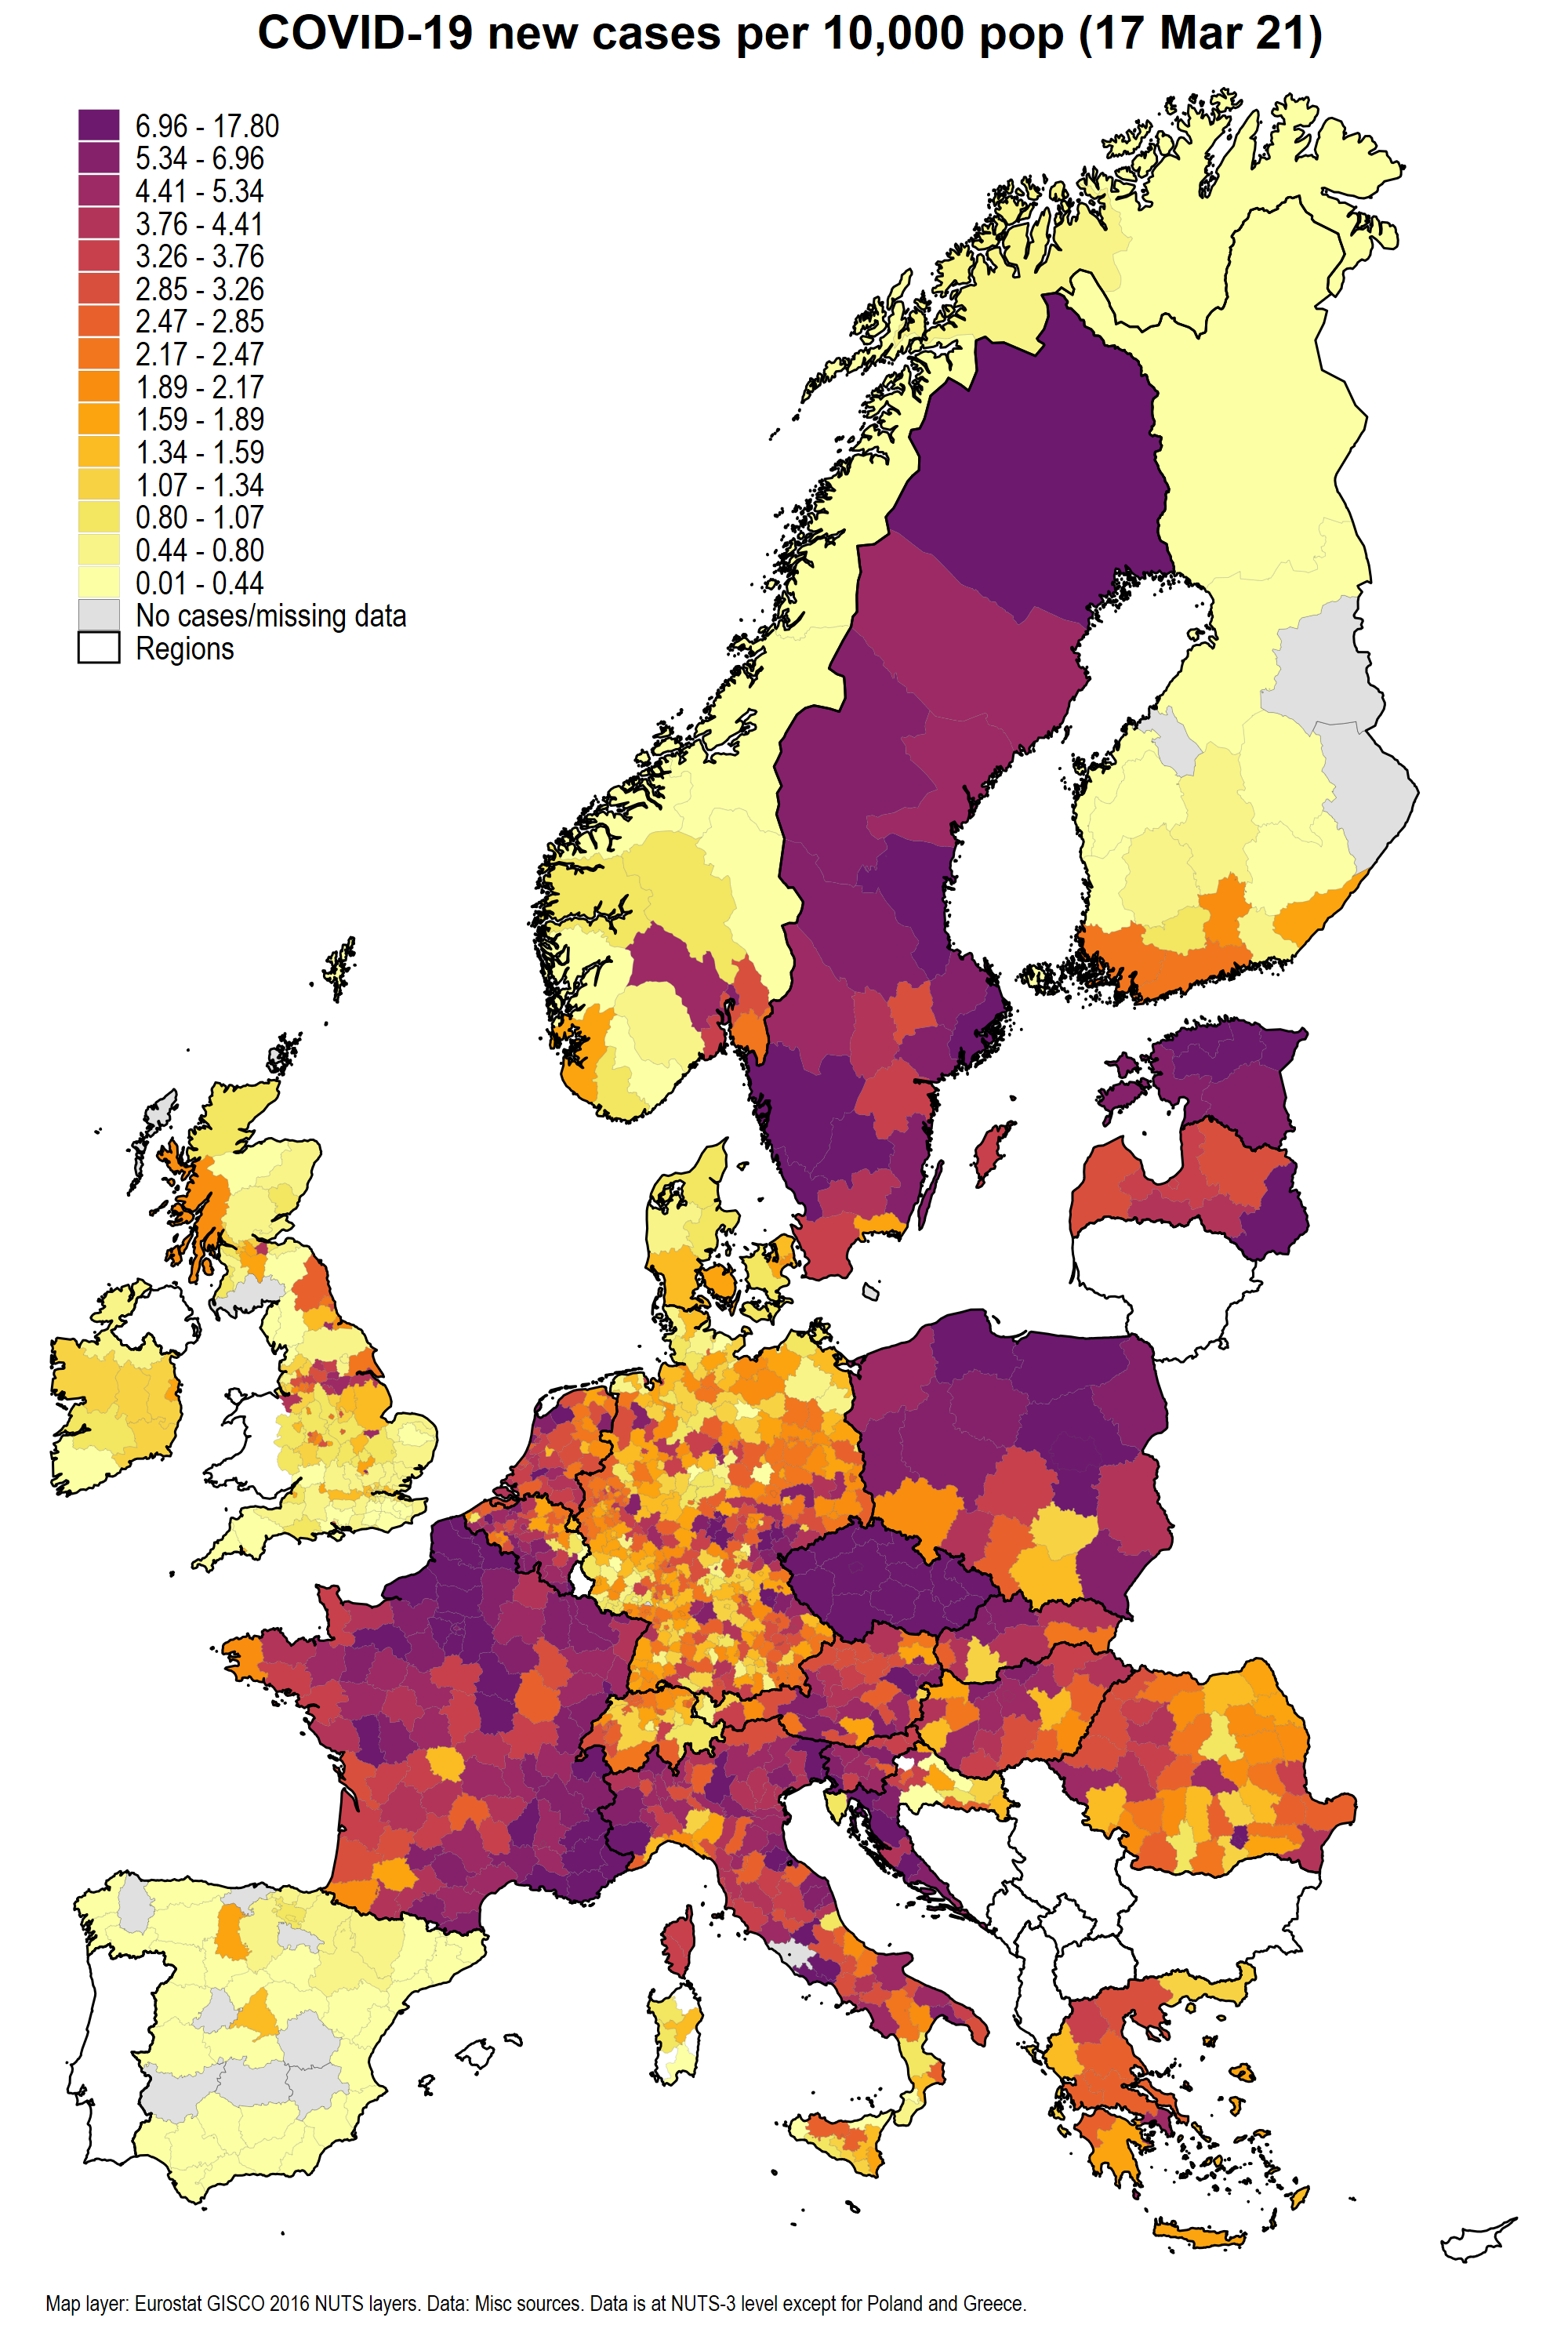 COVID-19 new cases per 10,000 pop (17 Mar 21)
6.96 - 17.80
5.34 - 6.96
4.41 - 5.34
3.76 - 4.41
3.26 - 3.76
2.85 - 3.26
2.47 - 2.85
2.17 - 2.47
1.89 - 2.17
1.59 - 1.89
1.34 - 1.59
1.07 - 1.34
0.80 - 1.07
0.44 - 0.80
0.01 - 0.44
No cases/missing data
Regions
Map layer: Eurostat GISCO 2016 NUTS layers. Data: Misc sources. Data is at NUTS-3 level except for Poland and Greece.